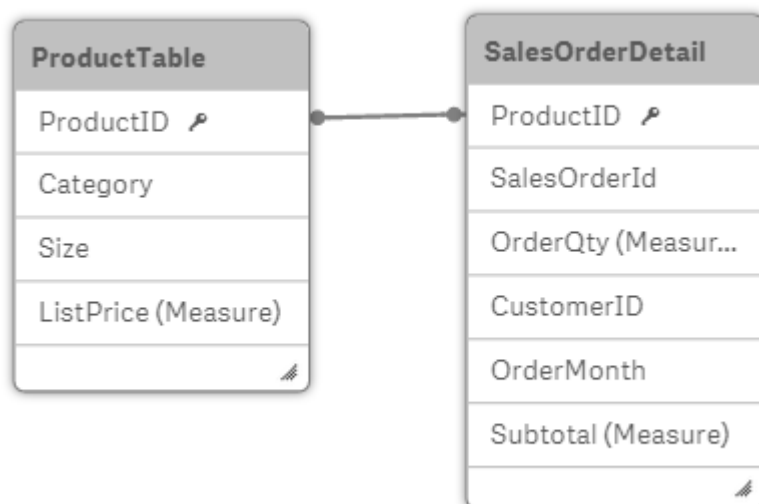 ProductTable
ProductID
Category
Size
ListPrice (Measure)
SalesOrderDetail
ProductID
SalesOrderId
OrderQty (Measur...
CustomerID
OrderMonth
Subtotal (Measure)